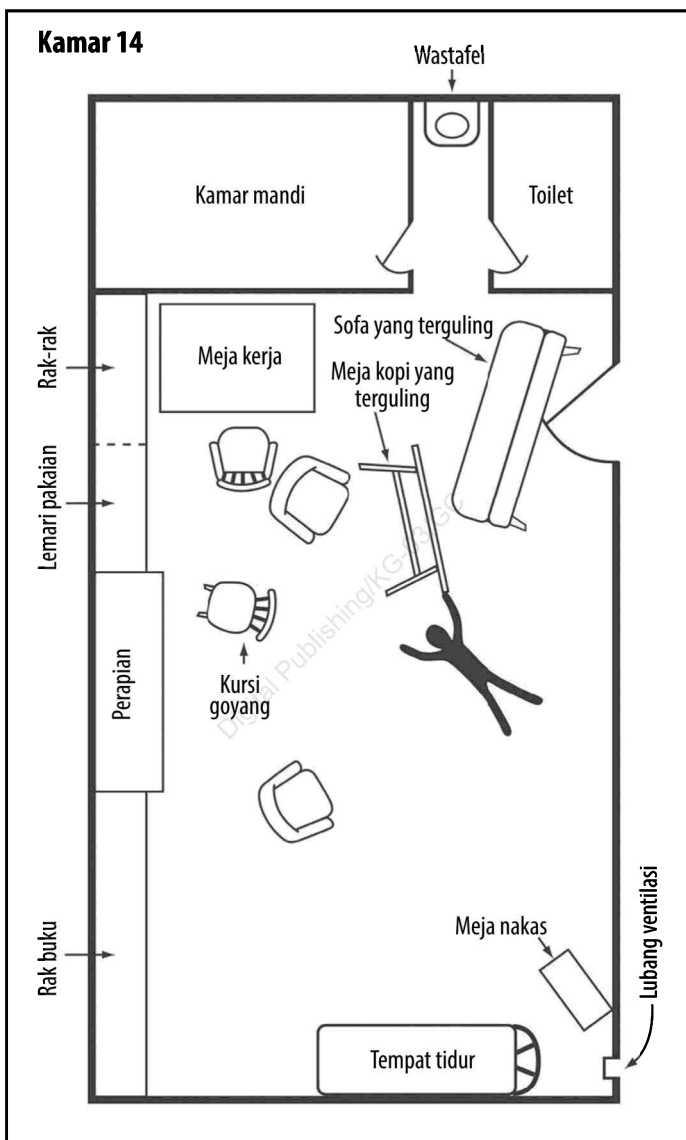 Kamar 14
Wastafel
Kamar mandi
Toilet
Rak-rak
Meja kerja
Sofa yang terguling
Meja kopi yang
terguling
Lemari pakaian
Perapian
Kursi
goyang
Rak buku
Meja nakas
Lubang ventilasi
Tempat tidur